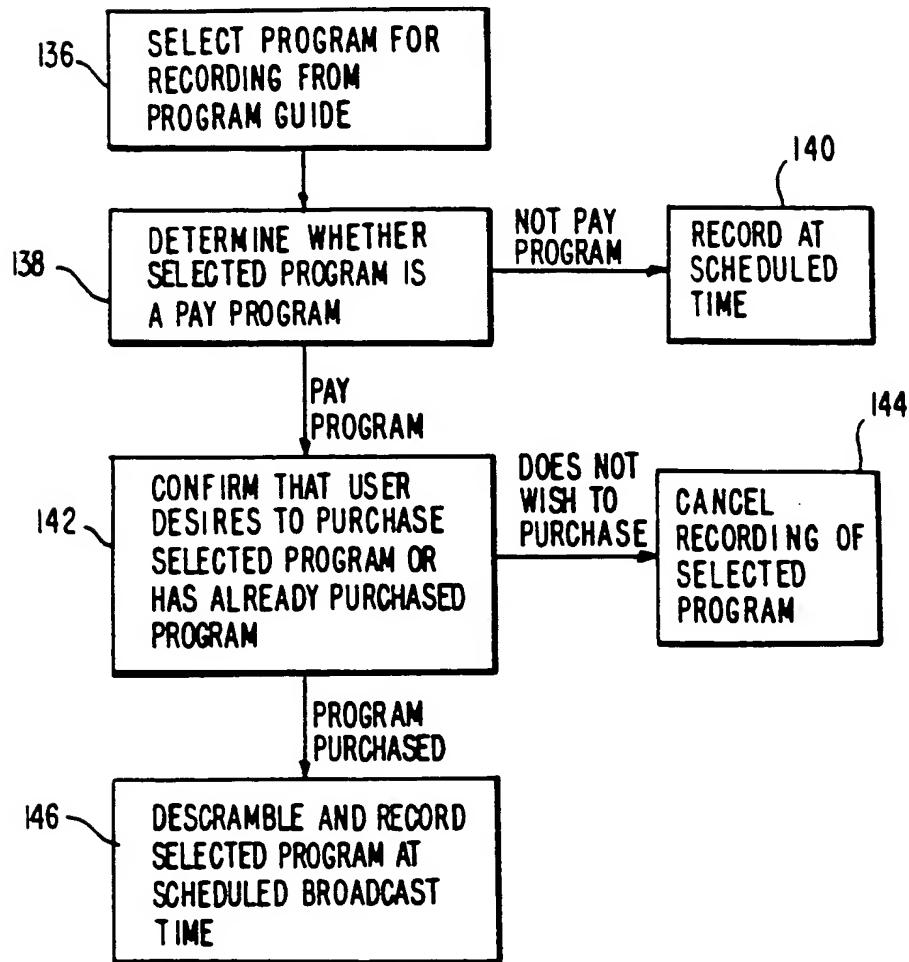 136
SELECT PROGRAM FOR
RECORDING FROM
PROGRAM GUIDE
138
DETERMINE WHETHER
SELECTED PROGRAM IS
A PAY PROGRAM
NOT PAY
PROGRAM
140
RECORD AT
SCHEDULED
TIME
PAY
PROGRAM
142
CONFIRM THAT USER
DESIRES TO PURCHASE
SELECTED PROGRAM OR
HAS ALREADY PURCHASED
PROGRAM
DOES NOT
WISH TO
PURCHASE
144
CANCEL
RECORDING OF
SELECTED
PROGRAM
PROGRAM
PURCHASED
146
DESCRAMBLE AND RECORD
SELECTED PROGRAM AT
SCHEDULED BROADCAST
TIME